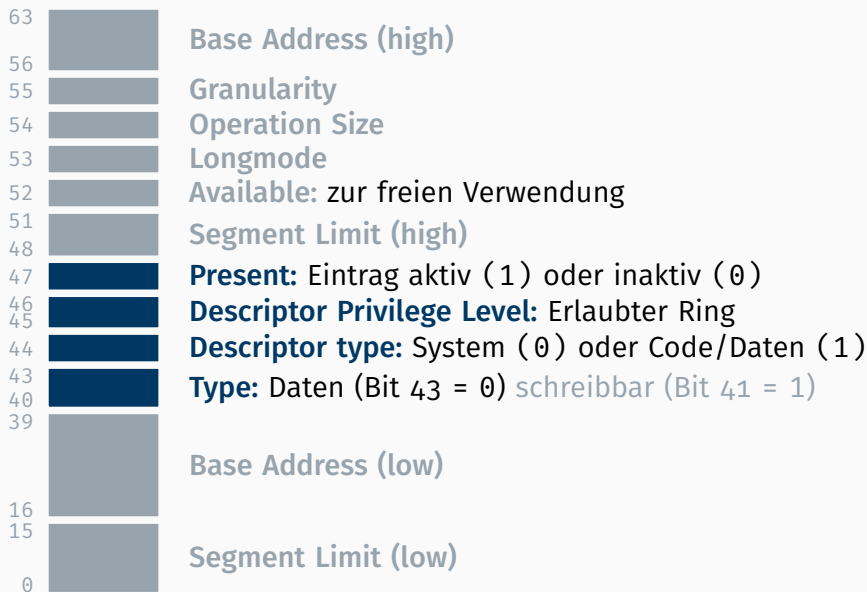 63
Base Address (high)
56
55 Granularity
54 Operation Size
53 Longmode
52 Available: zur freien Verwendung
51
Segment Limit (high)
48
47 Present: Eintrag aktiv (1) oder inaktiv (0)
46
45 Descriptor Privilege Level: Erlaubter Ring
44 Descriptor type: System (0) oder Code/Daten (1)
43
Type: Daten (Bit 43 = 0) schreibbar (Bit 41 = 1)
40
39
Base Address (low)
16
15
Segment Limit (low)
0